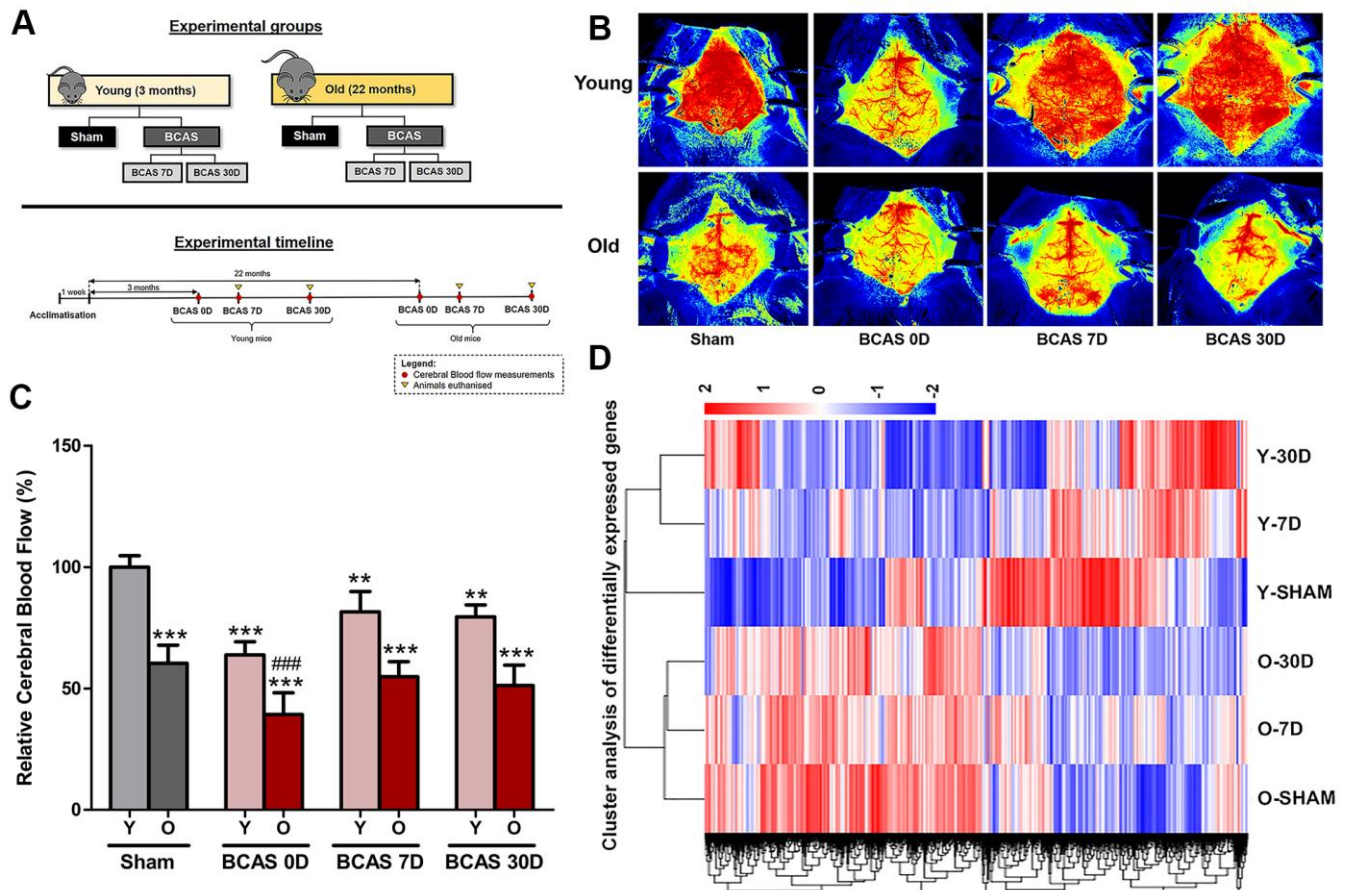 A
Experimental groups
Young (3 months)
Old (22 months)
Sham
BCAS
Sham
BCAS
BCAS 7D
BCAS 30D
BCAS 7D
BCAS 30D
Experimental timeline
22 months
1 week
3 months
Acclimatisation
BCAS 0D
BCAS 7D
BCAS 30D
BCAS 0D
BCAS 7D
BCAS 30D
Young mice
Old mice
Legend:
Cerebral Blood flow measurements
Animals euthanised
B
Young
Old
Sham
BCAS 0D
BCAS 7D
BCAS 30D
C
Relative Cerebral Blood Flow (%)
150
100
50
0
***
***
###
***
**
***
**
***
Y
O
Y
O
Y
O
Y
O
Sham
BCAS 0D
BCAS 7D
BCAS 30D
D
2
1
0
-1
-2
Cluster analysis of differentially expressed genes
Y-30D
Y-7D
Y-SHAM
O-30D
O-7D
O-SHAM